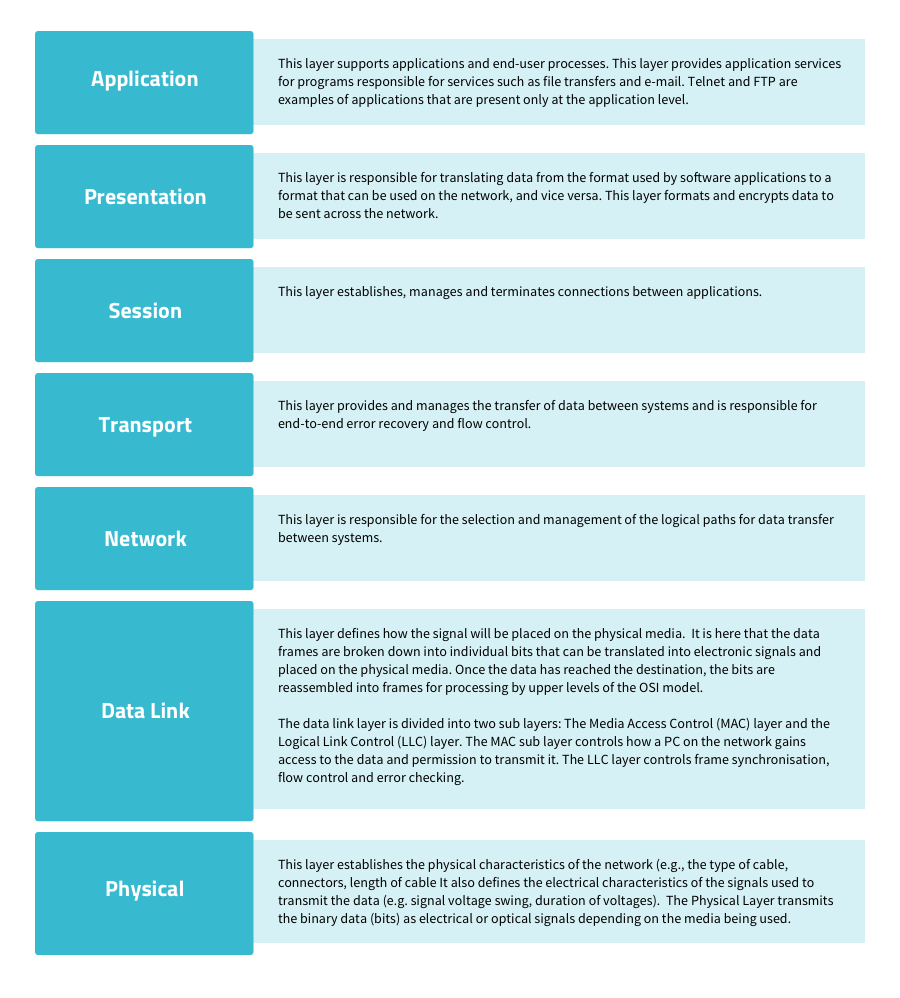 Application
This layer supports applications and end-user processes. This layer provides application services
for programs responsible for services such as file transfers and e-mail. Telnet and FTP are
examples of applications that are present only at the application level.
Presentation
This layer is responsible for translating data from the format used by software applications to a
format that can be used on the network, and vice versa. This layer formats and encrypts data to
be sent across the network.
Session
This layer establishes, manages and terminates connections between applications.
Transport
This layer provides and manages the transfer of data between systems and is responsible for
end-to-end error recovery and flow control.
Network
This layer is responsible for the selection and management of the logical paths for data transfer
between systems.
Data Link
This layer defines how the signal will be placed on the physical media.  It is here that the data
frames are broken down into individual bits that can be translated into electronic signals and
placed on the physical media. Once the data has reached the destination, the bits are
reassembled into frames for processing by upper levels of the OSI model.
The data link layer is divided into two sub layers: The Media Access Control (MAC) layer and the
Logical Link Control (LLC) layer. The MAC sub layer controls how a PC on the network gains
access to the data and permission to transmit it. The LLC layer controls frame synchronisation,
flow control and error checking.
Physical
This layer establishes the physical characteristics of the network (e.g., the type of cable,
connectors, length of cable It also defines the electrical characteristics of the signals used to
transmit the data (e.g. signal voltage swing, duration of voltages).  The Physical Layer transmits
the binary data (bits) as electrical or optical signals depending on the media being used.